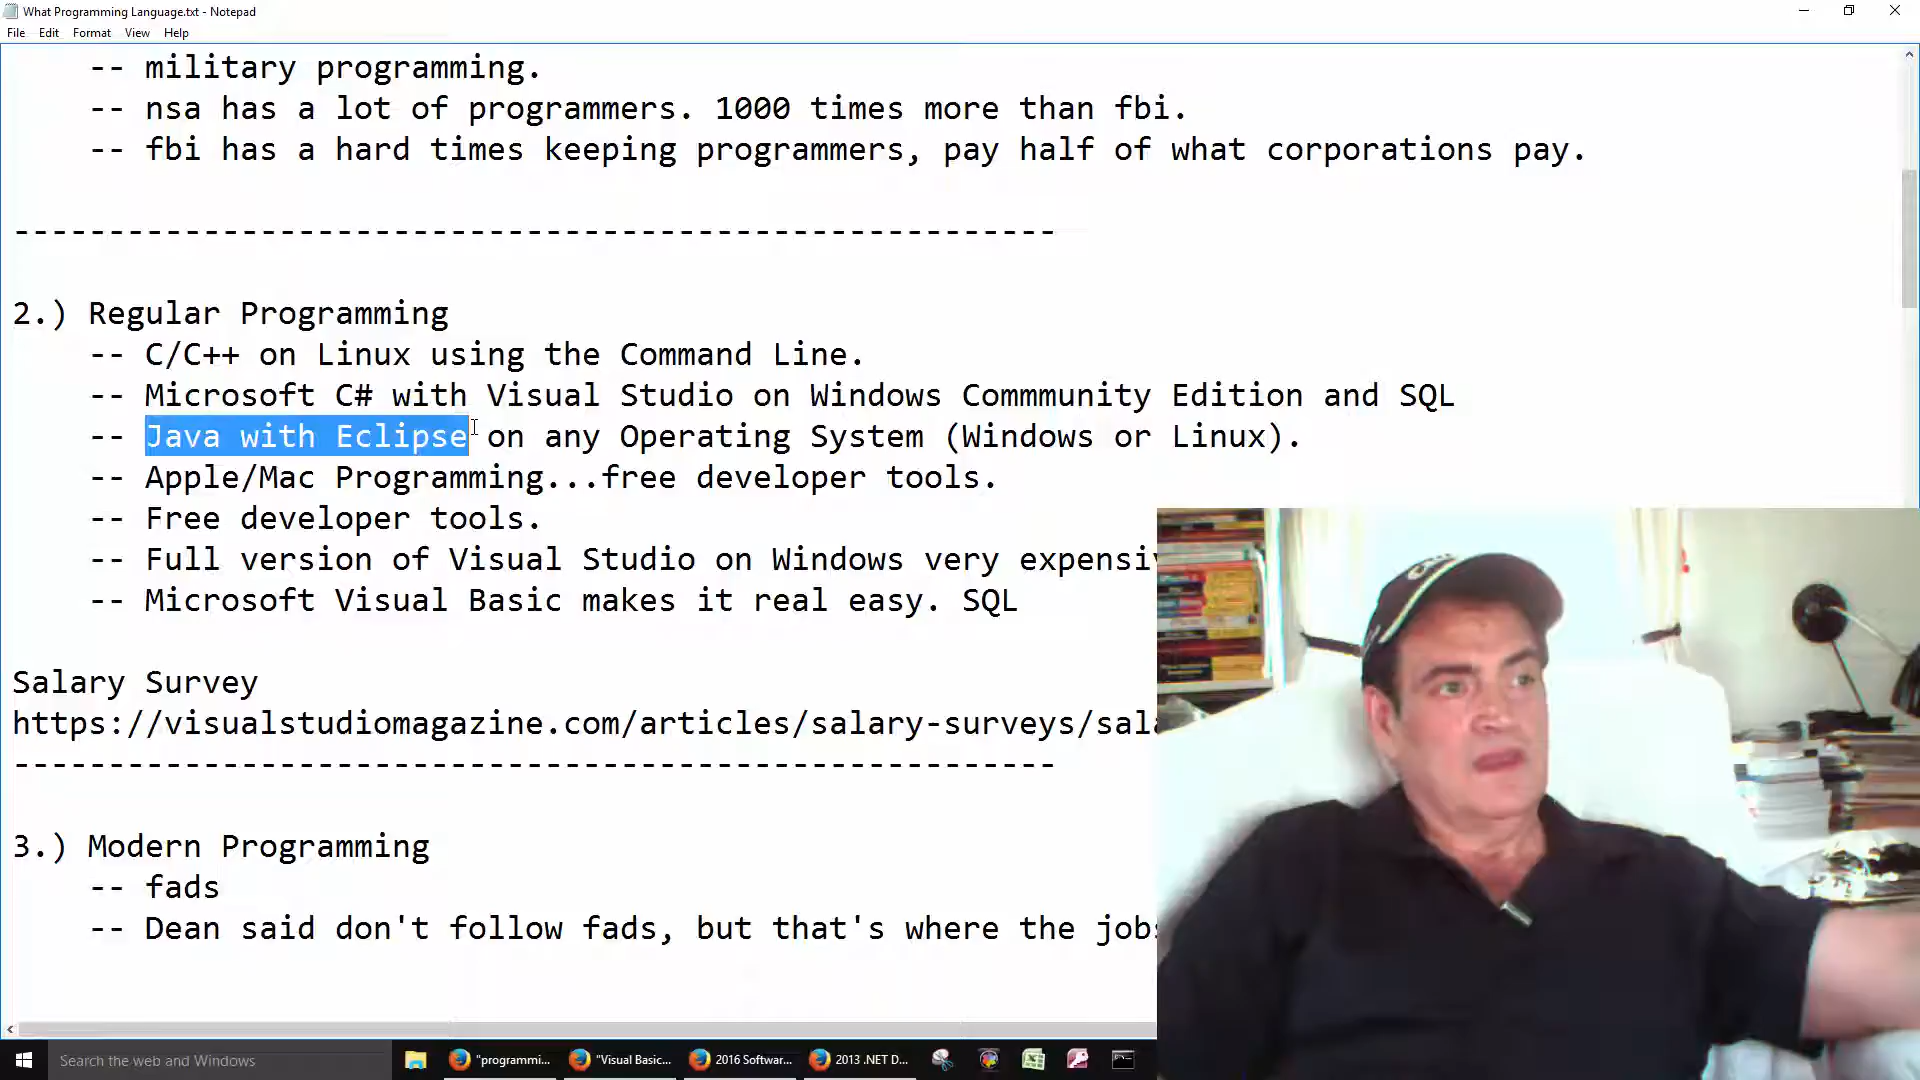 What Programming Language.txt - Notepad
File Edit Format View Help
-- military programming.
-- nsa has a lot of programmers. 1000 times more than fbi.
-- fbi has a hard times keeping programmers, pay half of what corporations pay.
-------------------------------------------------------
2.) Regular Programming
-- C/C++ on Linux using the Command Line.
-- Microsoft C# with Visual Studio on Windows Commmunity Edition and SQL
-- Java with Eclipse on any Operating System (Windows or Linux).
-- Apple/Mac Programming...free developer tools.
-- Free developer tools.
-- Full version of Visual Studio on Windows very expensiv
-- Microsoft Visual Basic makes it real easy. SQL
Salary Survey
https://visualstudiomagazine.com/articles/salary-surveys/sala
-------------------------------------------------------
3.) Modern Programming
-- fads
-- Dean said don't follow fads, but that's where the jobs
Search the web and Windows
"programmi...
"Visual Basic...
2016 Softwar...
2013 .NET D...